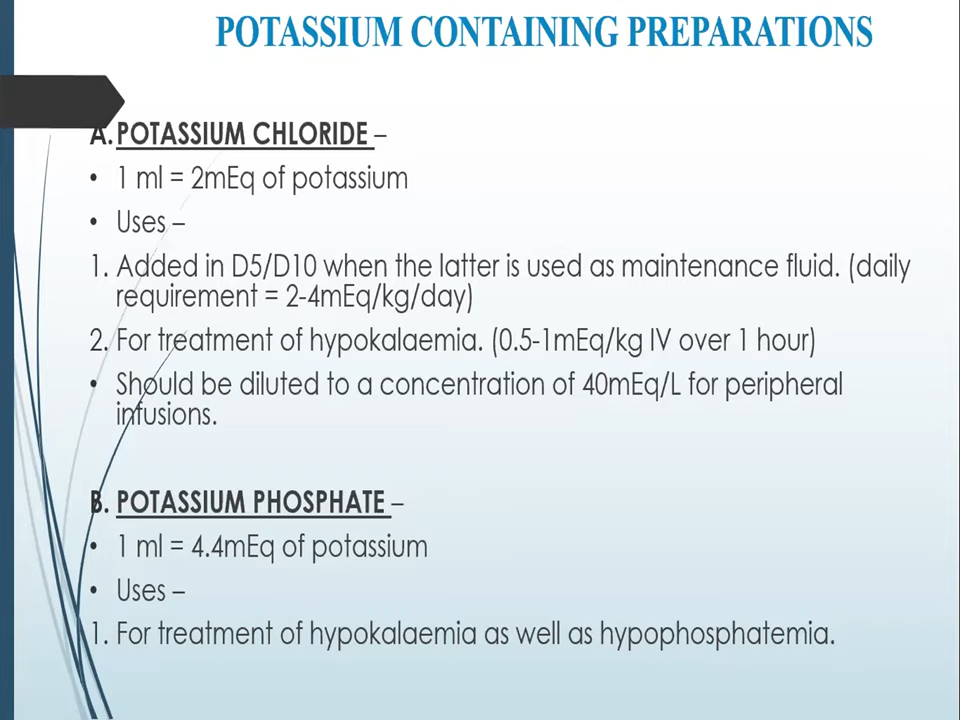 POTASSIUM CONTAINING PREPARATIONS
A. POTASSIUM CHLORIDE –
• 1 ml = 2mEq of potassium
• Uses –
1. Added in D5/D10 when the latter is used as maintenance fluid. (daily
requirement = 2-4mEq/kg/day)
2. For treatment of hypokalaemia. (0.5-1mEq/kg IV over 1 hour)
• Should be diluted to a concentration of 40mEq/L for peripheral
infusions.
B. POTASSIUM PHOSPHATE –
• 1 ml = 4.4mEq of potassium
• Uses –
1. For treatment of hypokalaemia as well as hypophosphatemia.